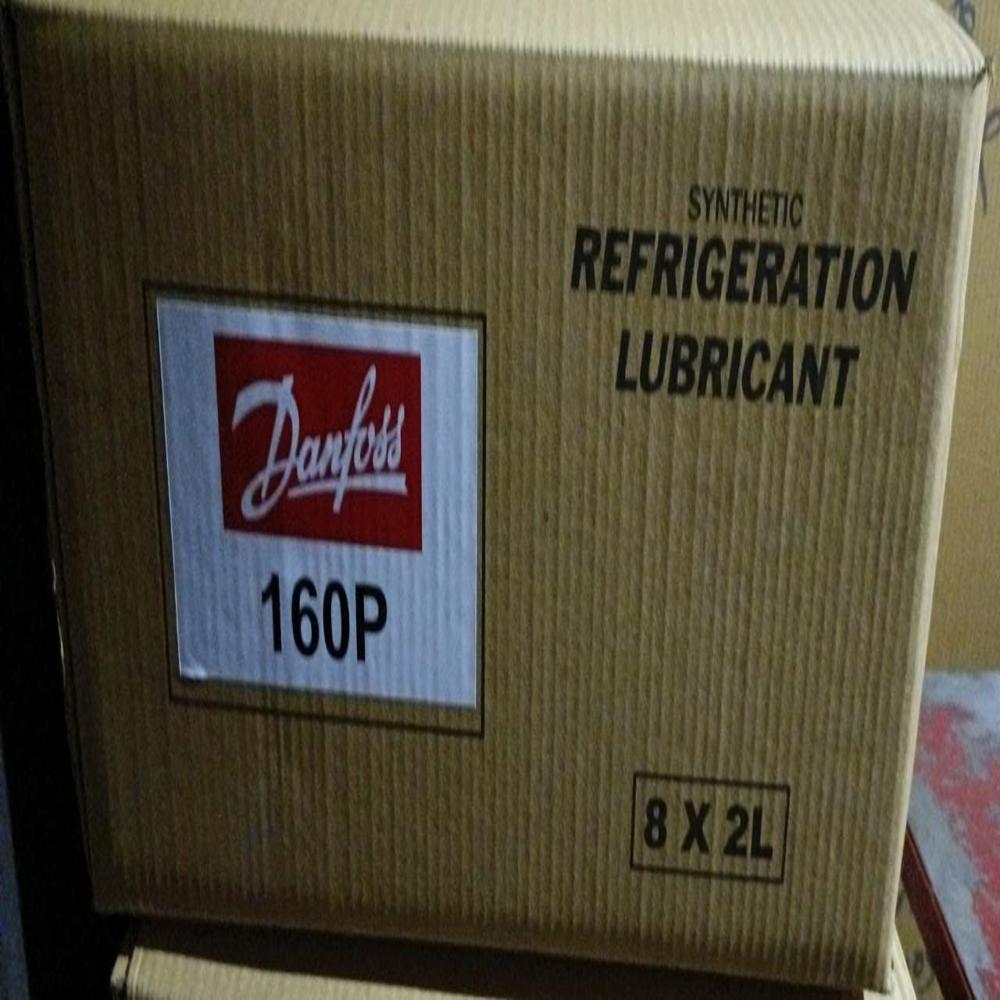 SYNTHETIC
REFRIGERATION
LUBRICANT
Danfoss
160P
8 X 2L